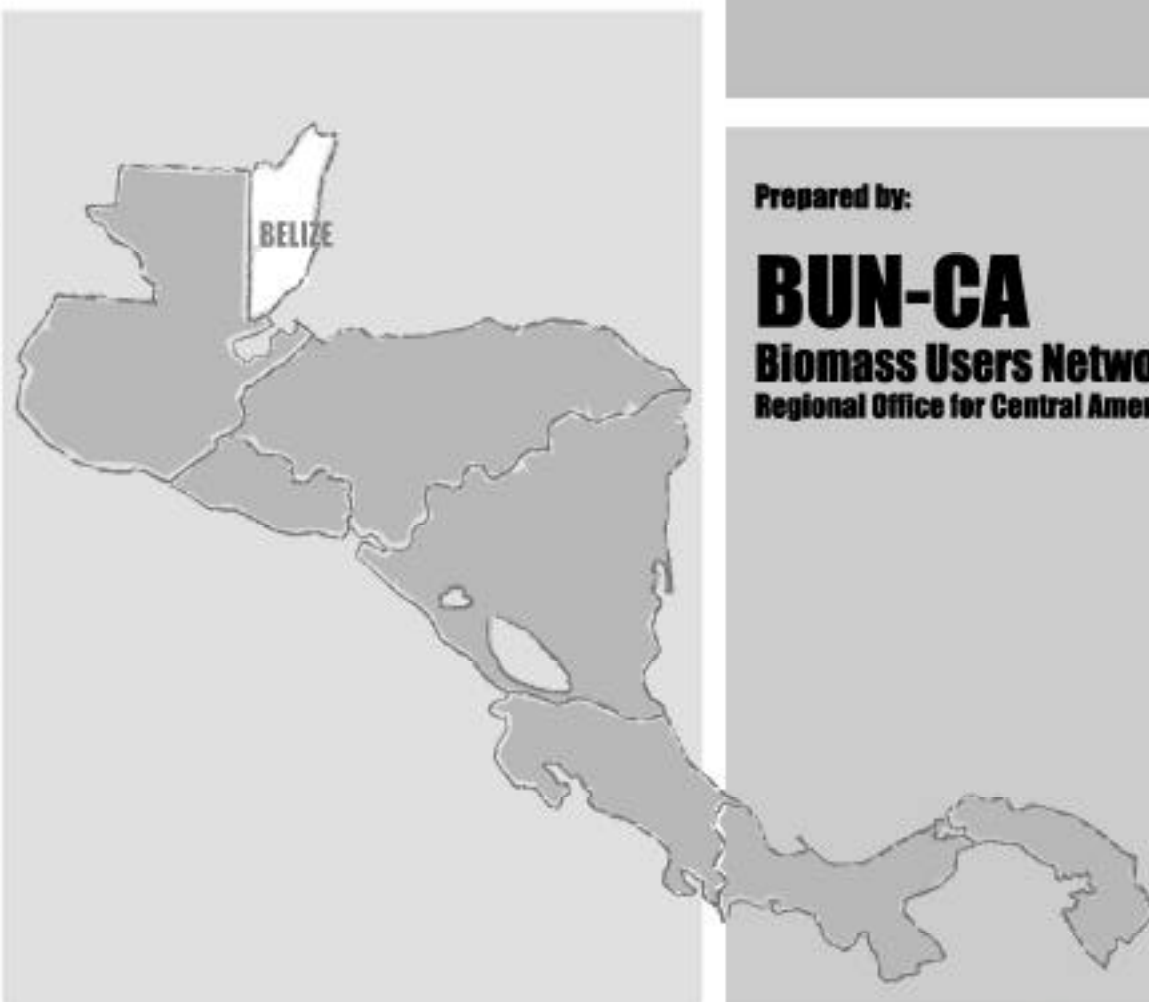 BELIZE
Prepared by:
BUN-CA
Biomass Users Netwo
Regional Office for Central Amer